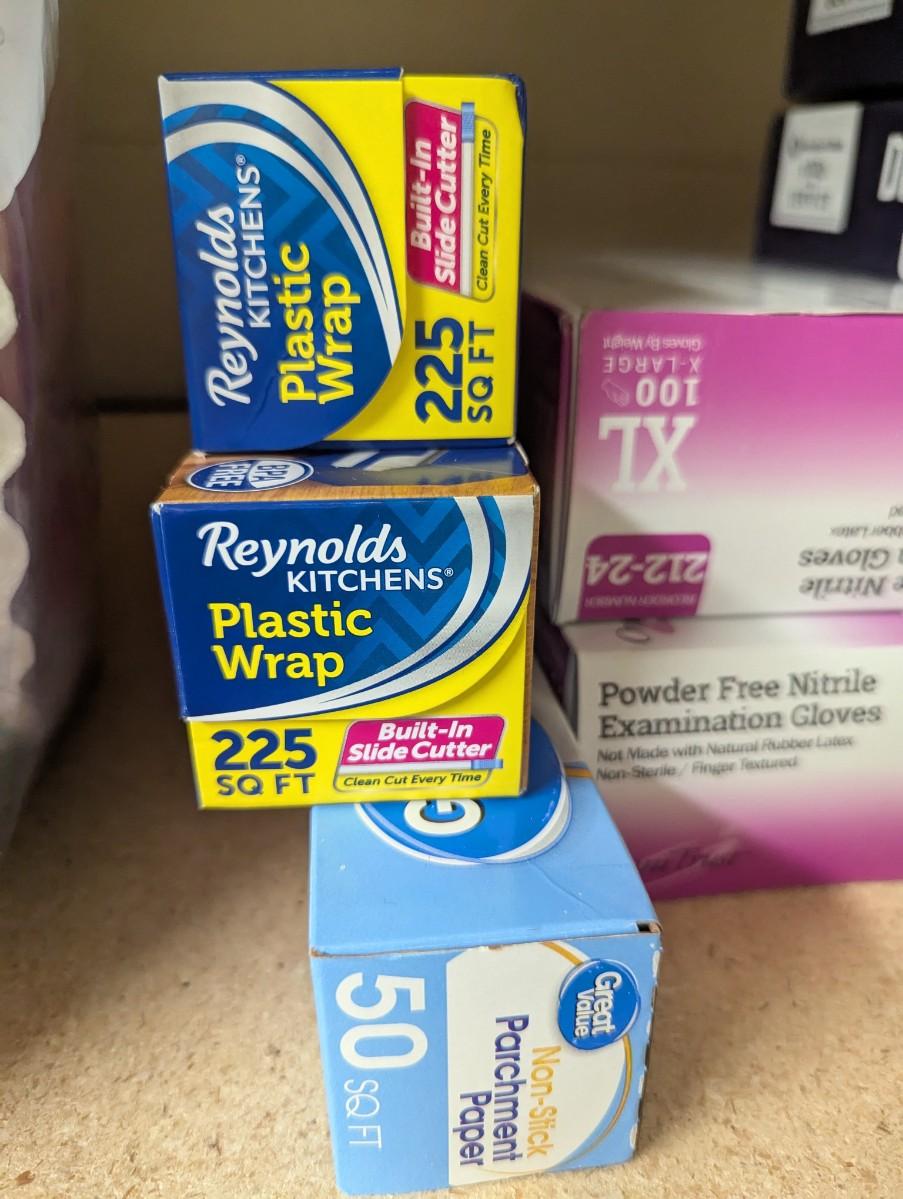 Reynolds
KITCHENS®
Plastic
Wrap
225
SQ FT
Built-In
Slide Cutter
Clean Cut Every Time
BPA
FREE
Reynolds
KITCHENS®
Plastic
Wrap
225
SQ FT
Built-In
Slide Cutter
Clean Cut Every Time
G
Great
Value
Non-Stick
Parchment
Paper
50 SQ FT
XL
100
X-LARGE
Gloves By Weight
REORDER NUMBER
212-24
Nitrile
Gloves
Powder Free Nitrile
Examination Gloves
Not Made with Natural Rubber Latex
Non-Sterile / Finger Textured